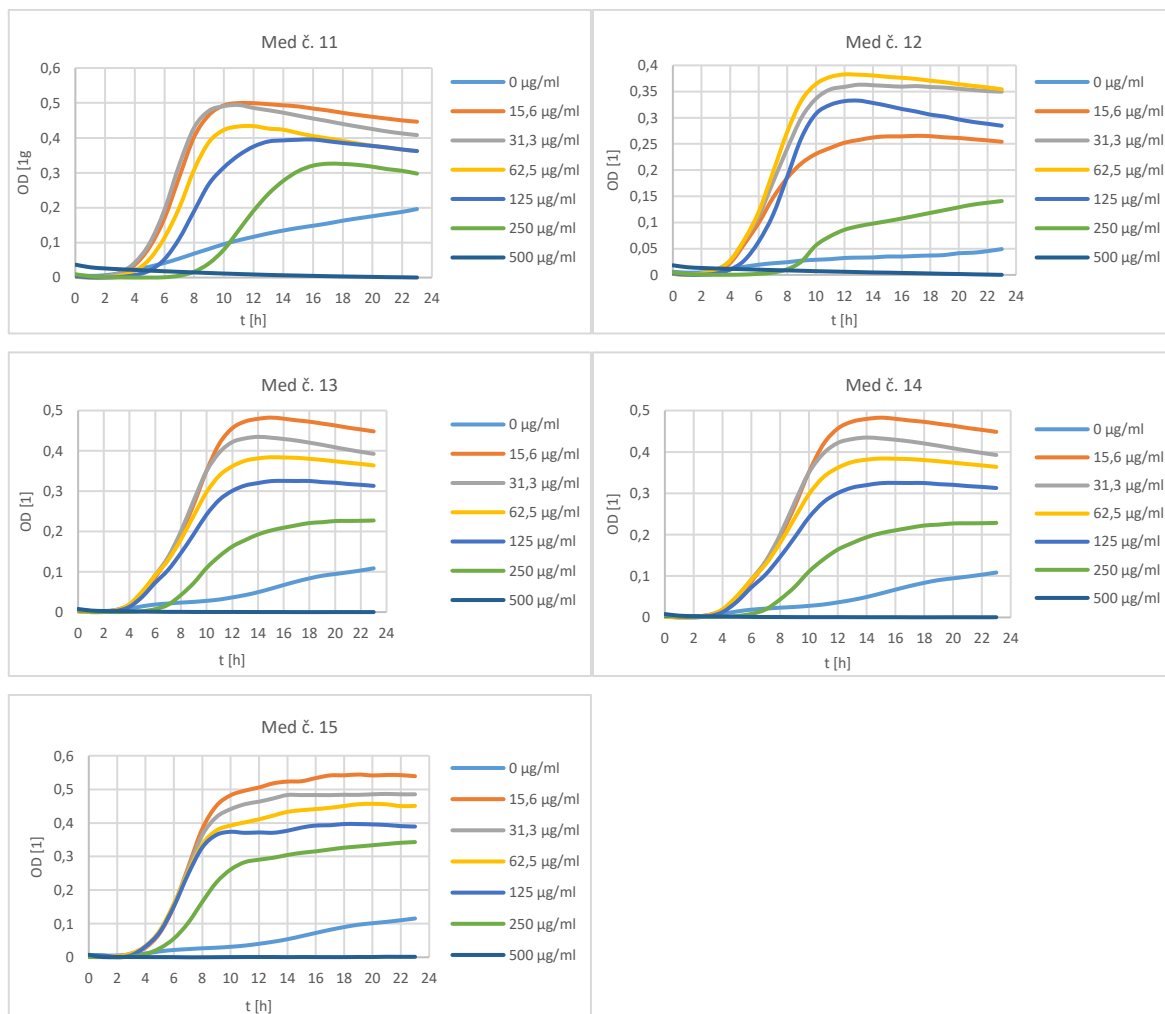 Med č. 11
OD [1g
0,6
0,5
0,4
0,3
0,2
0,1
0
0 2 4 6 8 10 12 14 16 18 20 22 24
t [h]
0 µg/ml
15,6 µg/ml
31,3 µg/ml
62,5 µg/ml
125 µg/ml
250 µg/ml
500 µg/ml
Med č. 12
OD [1]
0,4
0,35
0,3
0,25
0,2
0,15
0,1
0,05
0
0 2 4 6 8 10 12 14 16 18 20 22 24
t [h]
0 µg/ml
15,6 µg/ml
31,3 µg/ml
62,5 µg/ml
125 µg/ml
250 µg/ml
500 µg/ml
Med č. 13
OD [1]
0,5
0,4
0,3
0,2
0,1
0
0 2 4 6 8 10 12 14 16 18 20 22 24
t [h]
0 µg/ml
15,6 µg/ml
31,3 µg/ml
62,5 µg/ml
125 µg/ml
250 µg/ml
500 µg/ml
Med č. 14
OD [1]
0,5
0,4
0,3
0,2
0,1
0
0 2 4 6 8 10 12 14 16 18 20 22 24
t [h]
0 µg/ml
15,6 µg/ml
31,3 µg/ml
62,5 µg/ml
125 µg/ml
250 µg/ml
500 µg/ml
Med č. 15
OD [1]
0,6
0,5
0,4
0,3
0,2
0,1
0
0 2 4 6 8 10 12 14 16 18 20 22 24
t [h]
0 µg/ml
15,6 µg/ml
31,3 µg/ml
62,5 µg/ml
125 µg/ml
250 µg/ml
500 µg/ml